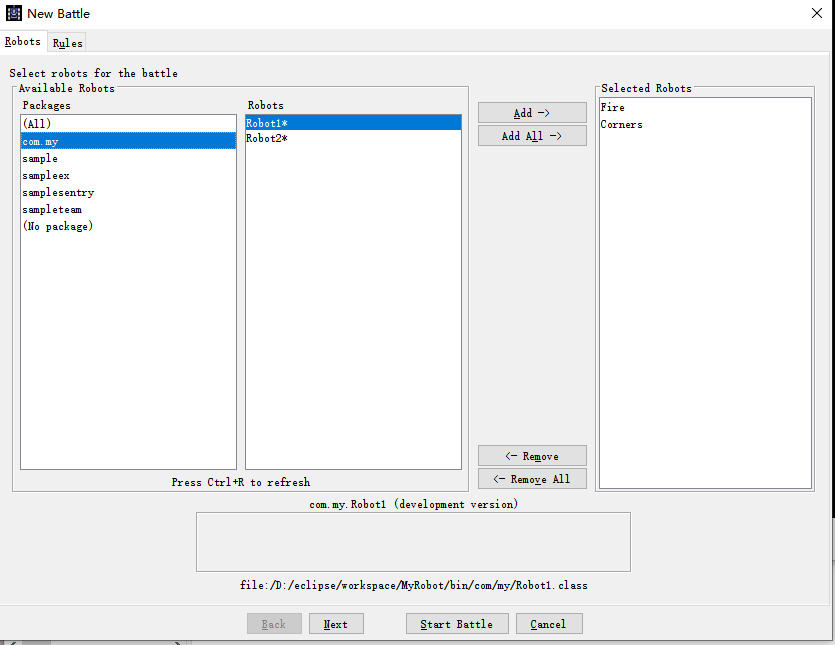 New Battle
Robots Rules
Select robots for the battle
Available Robots
Packages
(All)
com.my
sample
sampleex
samplesentry
sampleteam
(No package)
Robots
Robot1*
Robot2*
Press Ctrl+R to refresh
Add ->
Add All ->
<- Remove
<- Remove All
Selected Robots
Fire
Corners
com.my.Robot1 (development version)
file:/D:/eclipse/workspace/MyRobot/bin/com/my/Robot1.class
Back Next Start Battle Cancel